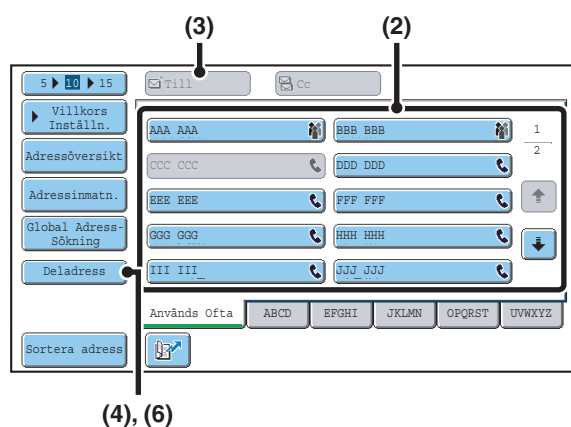 (3)
(2)
5 10 15
Till
Cc
Villkors
Inställn.
AAA AAA
BBB BBB
1
2
Adressöversikt
CCC CCC
DDD DDD
Adressinmatn.
EEE EEE
FFF FFF
Global Adress-
Sökning
GGG GGG
HHH HHH
Deladress
III III
JJJ JJJ
Används Ofta
ABCD
EFGHI
JKLMN
OPQRST
UVWXYZ
Sortera adress
(4), (6)